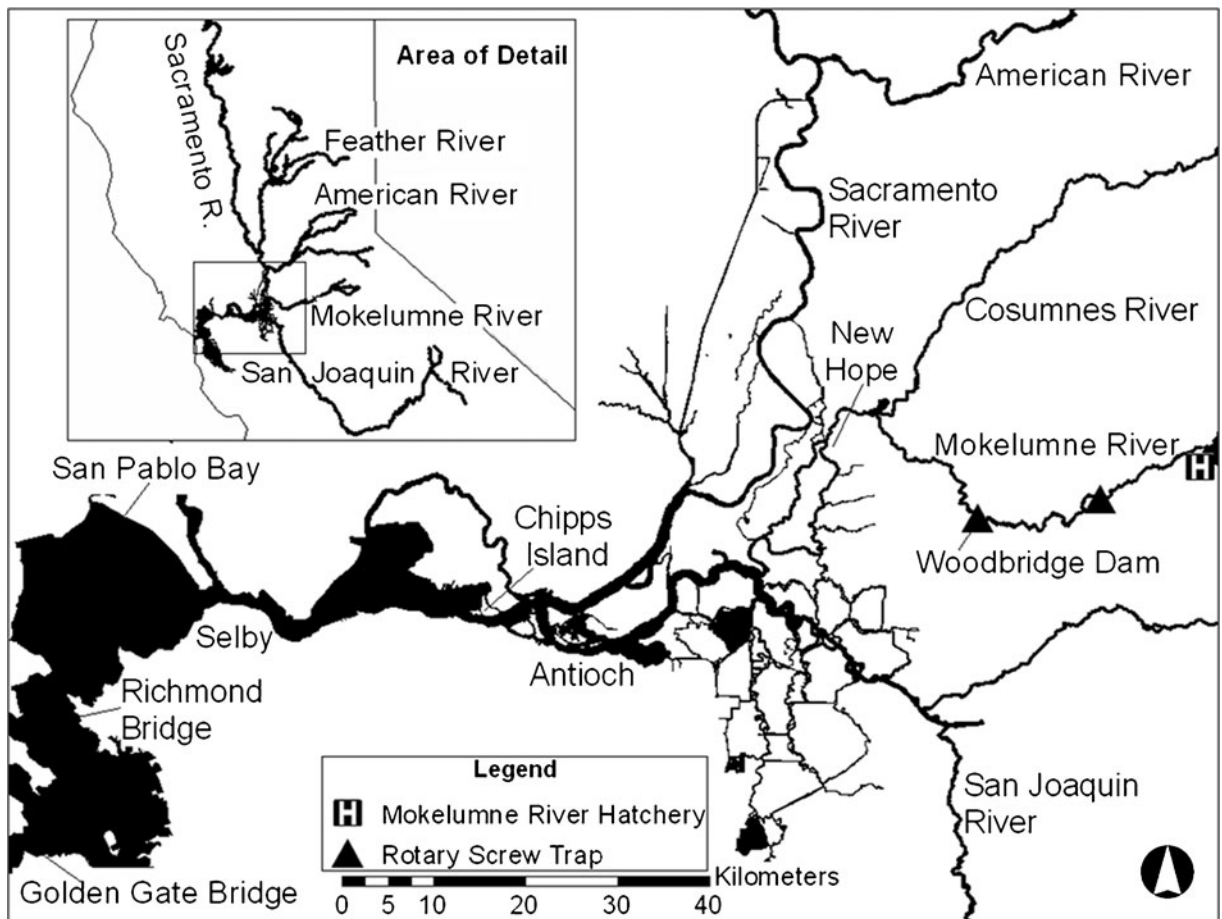 Area of Detail
Sacramento R.
Feather River
American River
Mokelumne River
San Joaquin River
American River
Sacramento
River
Cosumnes River
New
Hope
Mokelumne River
H
Woodbridge Dam
San Pablo Bay
Chipps
Island
Selby
Antioch
Richmond
Bridge
San Joaquin
River
Golden Gate Bridge
Legend
H Mokelumne River Hatchery
Rotary Screw Trap
Kilometers
0 5 10 20 30 40